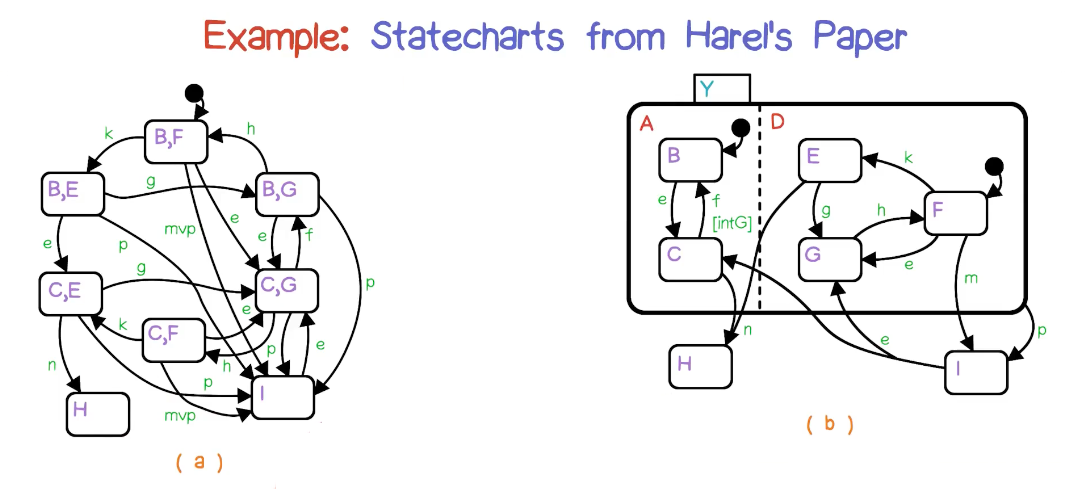 Example: Statecharts from Harel's Paper
B,F
k
h
B,E
g
B,G
e
mvp
e
e
f
p
g
p
C,E
C,G
e
k
C,F
h
p
e
n
p
I
mvp
H
( a )
Y
A
D
B
E
k
e
f
[intG]
g
h
F
C
G
e
m
n
e
p
H
I
( b )